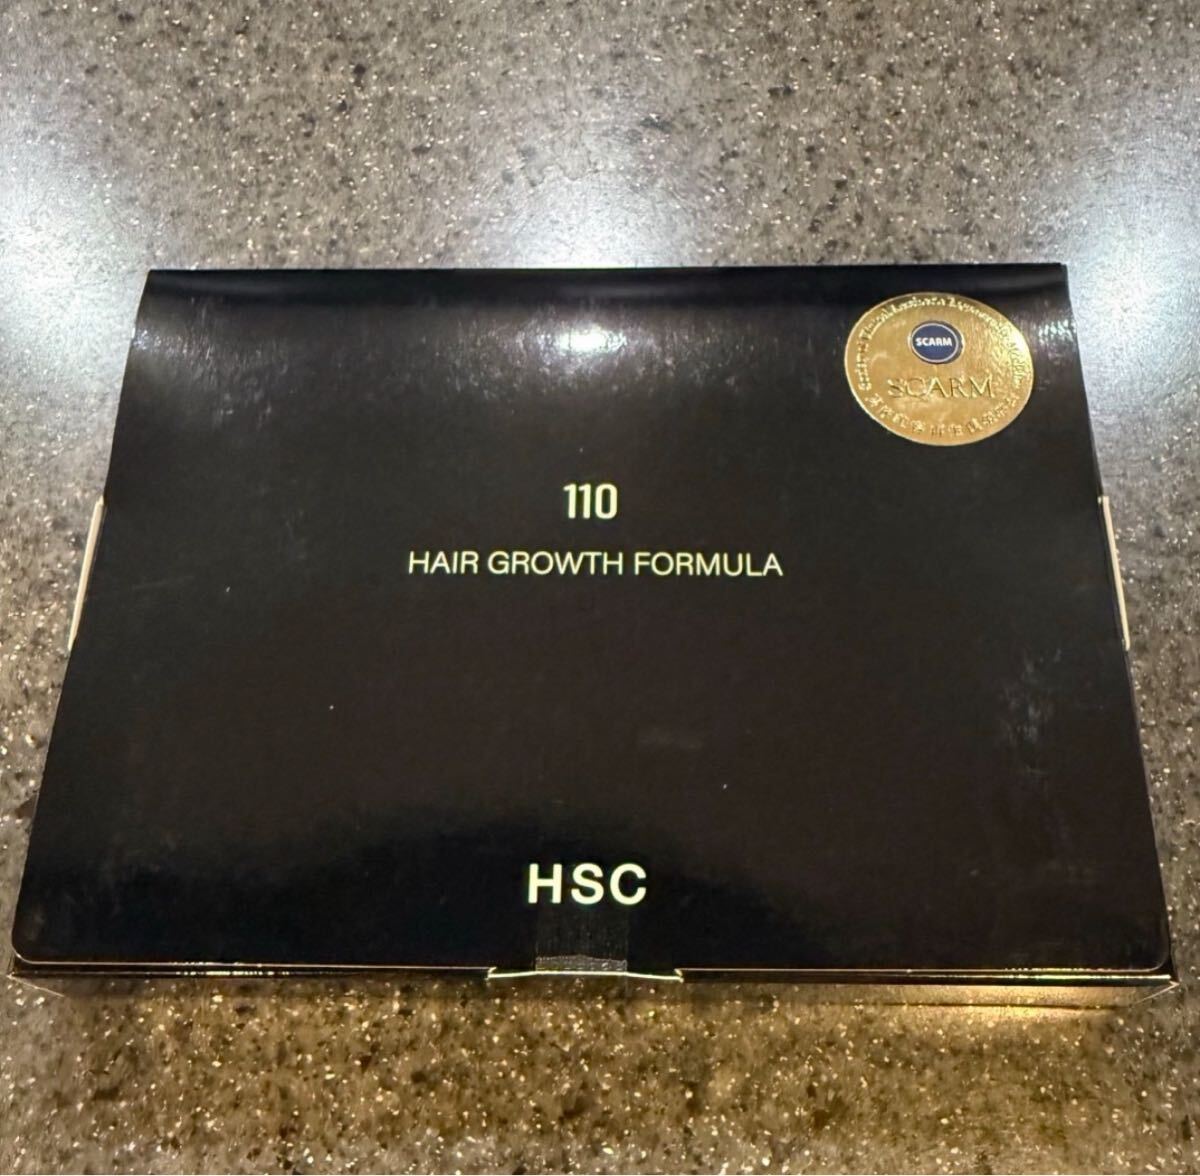 SCARM
SCARM
110
HAIR GROWTH FORMULA
HSC